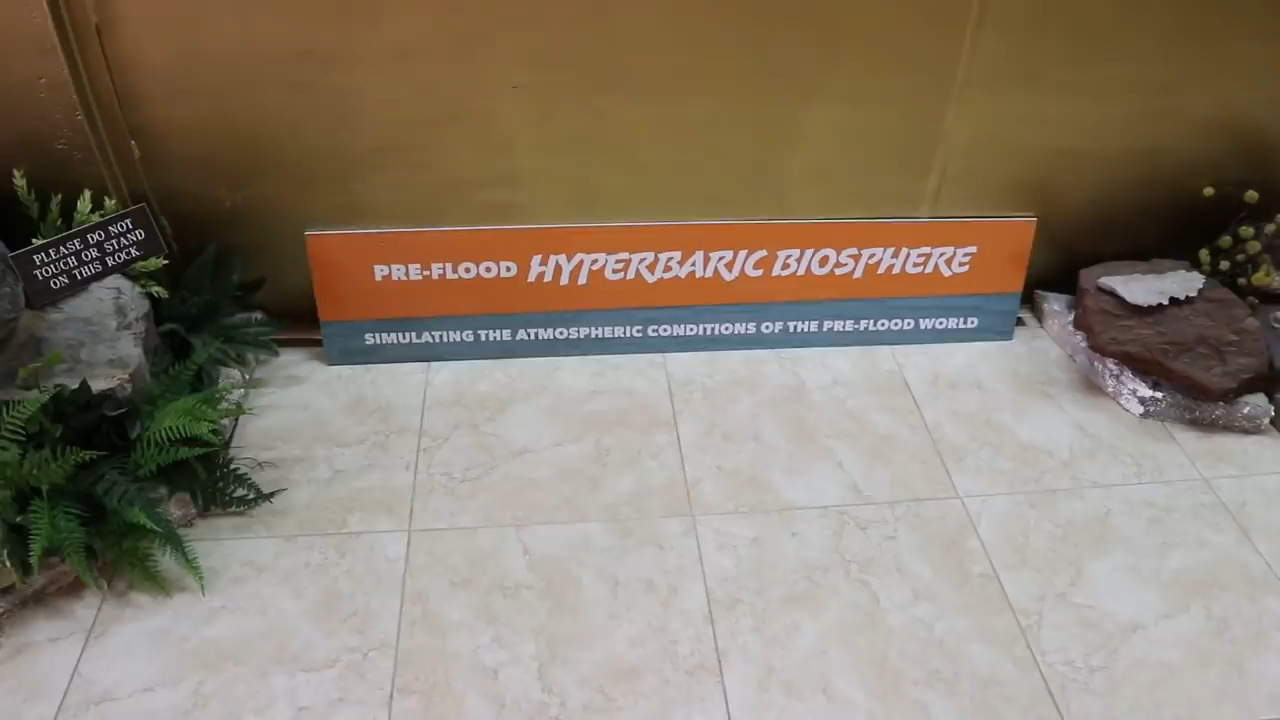 PLEASE DO NOT
TOUCH OR STAND
ON THIS ROCK
PRE-FLOOD HYPERBARIC BIOSPHERE
SIMULATING THE ATMOSPHERIC CONDITIONS OF THE PRE-FLOOD WORLD